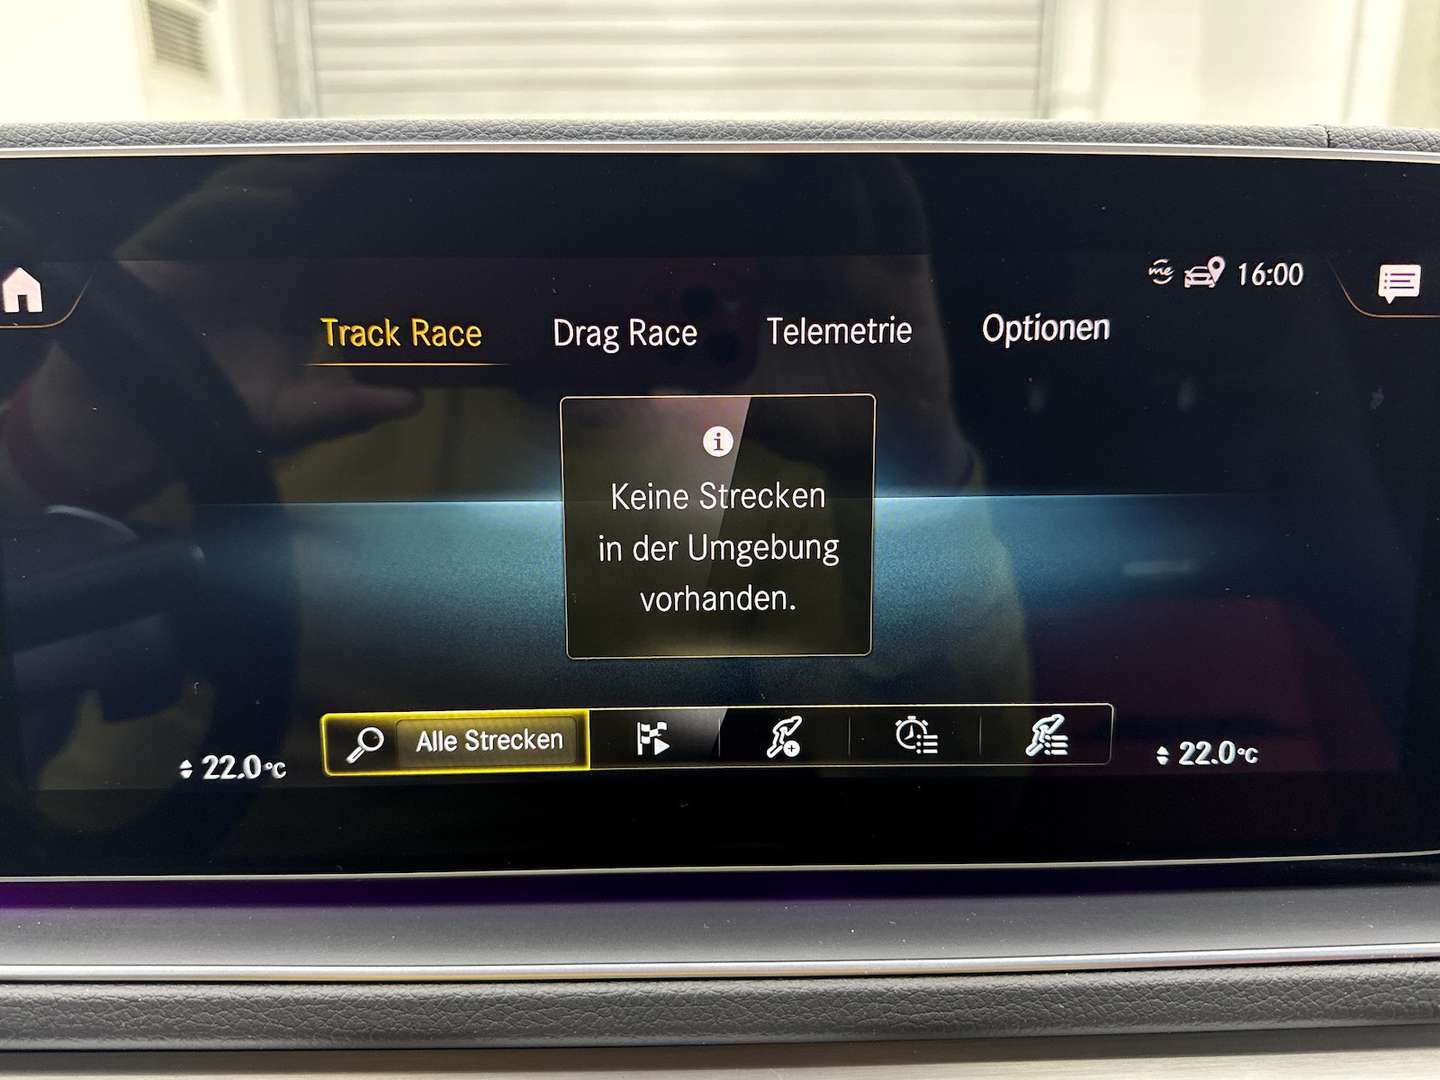 me 16:00
Track Race Drag Race Telemetrie Optionen
i
Keine Strecken
in der Umgebung
vorhanden.
22.0°C Alle Strecken 22.0°C